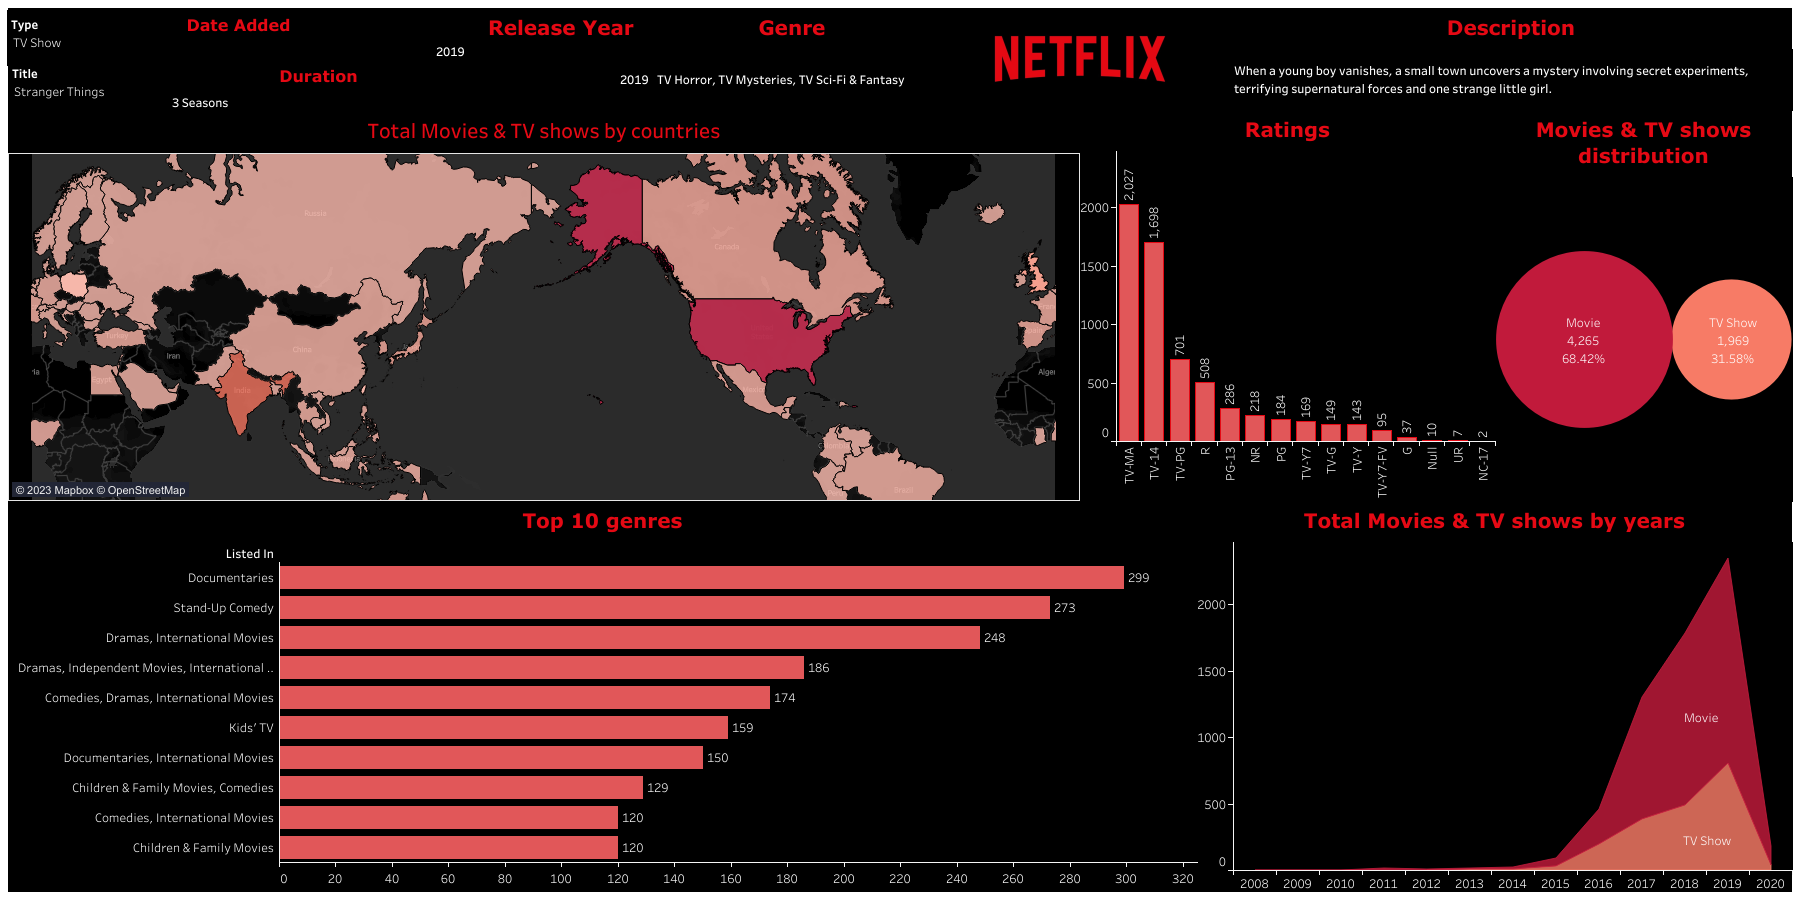 Type
TV Show
Date Added
Release Year
2019
Genre
NETFLIX
Description
Title
Stranger Things
Duration
3 Seasons
2019 TV Horror, TV Mysteries, TV Sci-Fi & Fantasy
When a young boy vanishes, a small town uncovers a mystery involving secret experiments,
terrifying supernatural forces and one strange little girl.
Total Movies & TV shows by countries
Russia
Canada
Turkey
Iran
China
Egypt
India
Brazil
© 2023 Mapbox © OpenStreetMap
Ratings
2000
1500
1000
500
0
2,027
1,698
701
508
286
218
184
169
149
143
95
37
10
7
2
TV-MA
TV-14
TV-PG
R
PG-13
NR
PG
TV-Y7
TV-G
TV-Y
TV-Y7-FV
G
Null
UR
NC-17
Movies & TV shows
distribution
Movie
4,265
68.42%
TV Show
1,969
31.58%
Top 10 genres
Listed In
Documentaries 299
Stand-Up Comedy 273
Dramas, International Movies 248
Dramas, Independent Movies, International .. 186
Comedies, Dramas, International Movies 174
Kids' TV 159
Documentaries, International Movies 150
Children & Family Movies, Comedies 129
Comedies, International Movies 120
Children & Family Movies 120
0 20 40 60 80 100 120 140 160 180 200 220 240 260 280 300 320
Total Movies & TV shows by years
2000
1500
1000
500
0
Movie
TV Show
2008 2009 2010 2011 2012 2013 2014 2015 2016 2017 2018 2019 2020